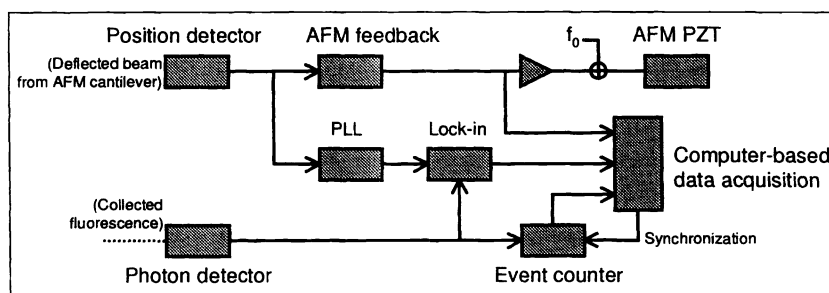 Position detector
AFM feedback
f0
AFM PZT
(Deflected beam
from AFM cantilever)
PLL
Lock-in
Computer-based
data acquisition
(Collected
fluorescence)
Synchronization
Photon detector
Event counter